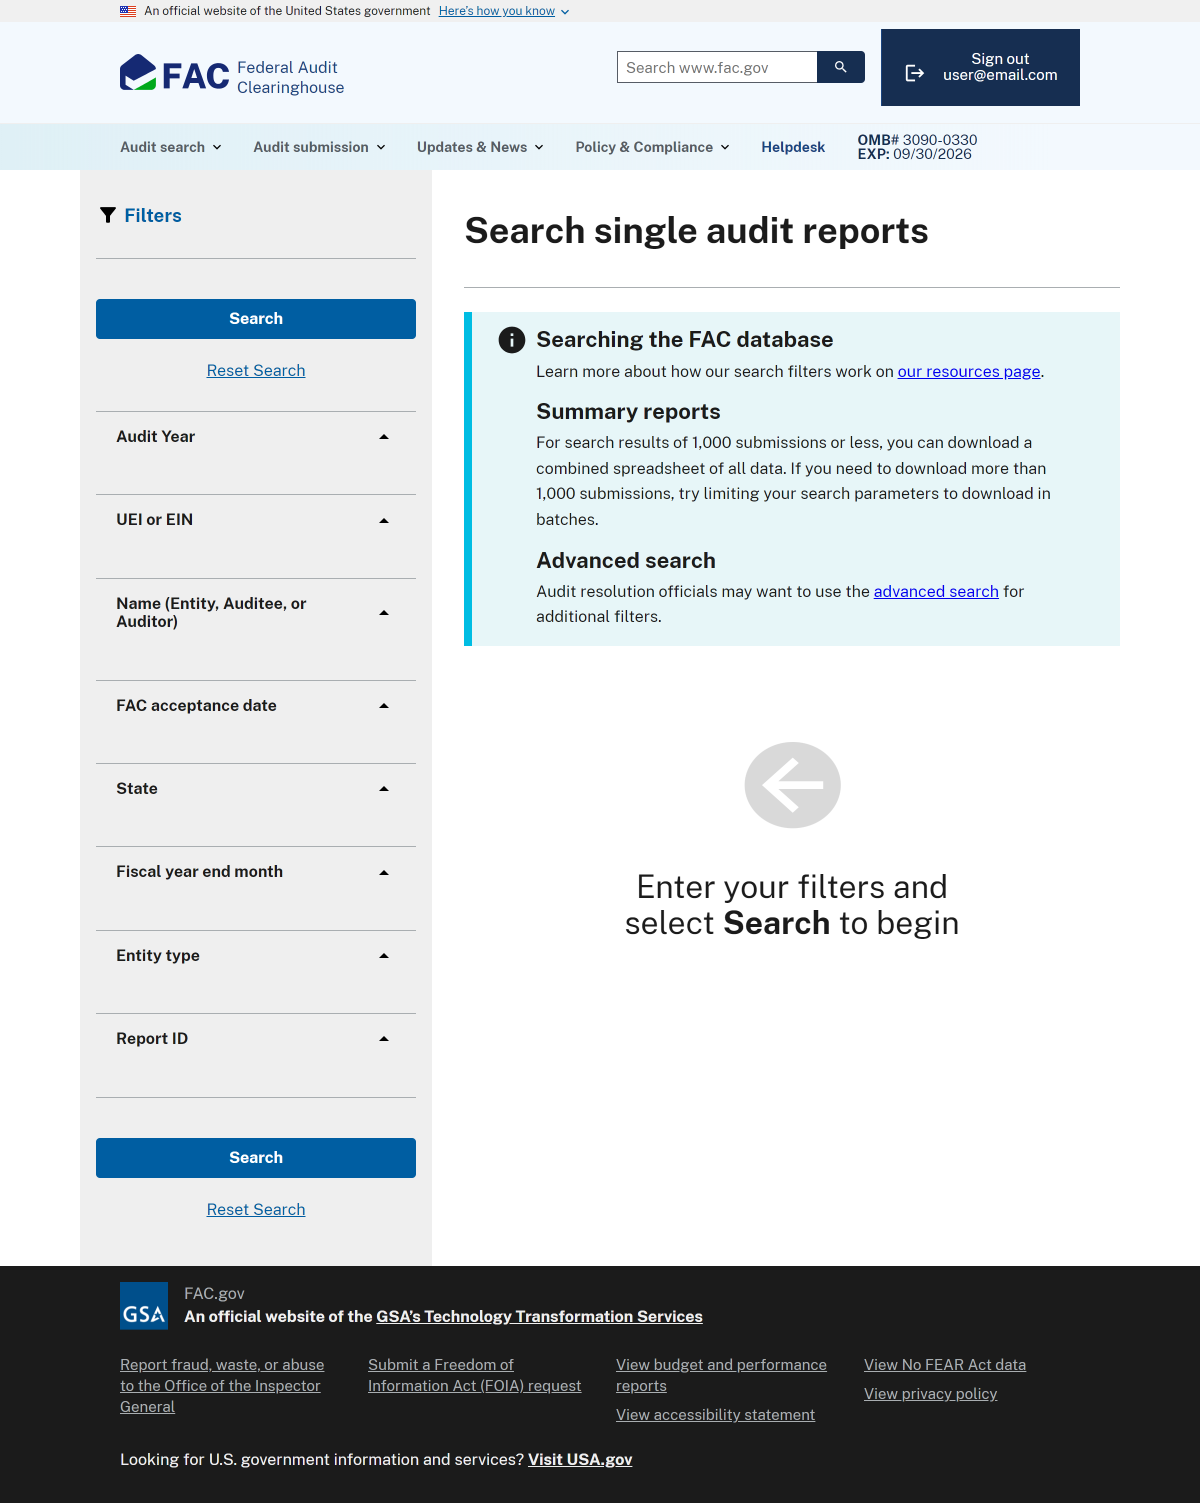 An official website of the United States government Here's how you know
FAC Federal Audit
Clearinghouse
Search www.fac.gov
Sign out
user@email.com
Audit search Audit submission Updates & News Policy & Compliance Helpdesk
OMB# 3090-0330
EXP: 09/30/2026
Filters
Search
Reset Search
Audit Year
UEI or EIN
Name (Entity, Auditee, or
Auditor)
FAC acceptance date
State
Fiscal year end month
Entity type
Report ID
Search
Reset Search
Search single audit reports
Searching the FAC database
Learn more about how our search filters work on our resources page.
Summary reports
For search results of 1,000 submissions or less, you can download a
combined spreadsheet of all data. If you need to download more than
1,000 submissions, try limiting your search parameters to download in
batches.
Advanced search
Audit resolution officials may want to use the advanced search for
additional filters.
Enter your filters and
select Search to begin
GSA
FAC.gov
An official website of the GSA's Technology Transformation Services
Report fraud, waste, or abuse
to the Office of the Inspector
General
Submit a Freedom of
Information Act (FOIA) request
View budget and performance
reports
View accessibility statement
View No FEAR Act data
View privacy policy
Looking for U.S. government information and services? Visit USA.gov